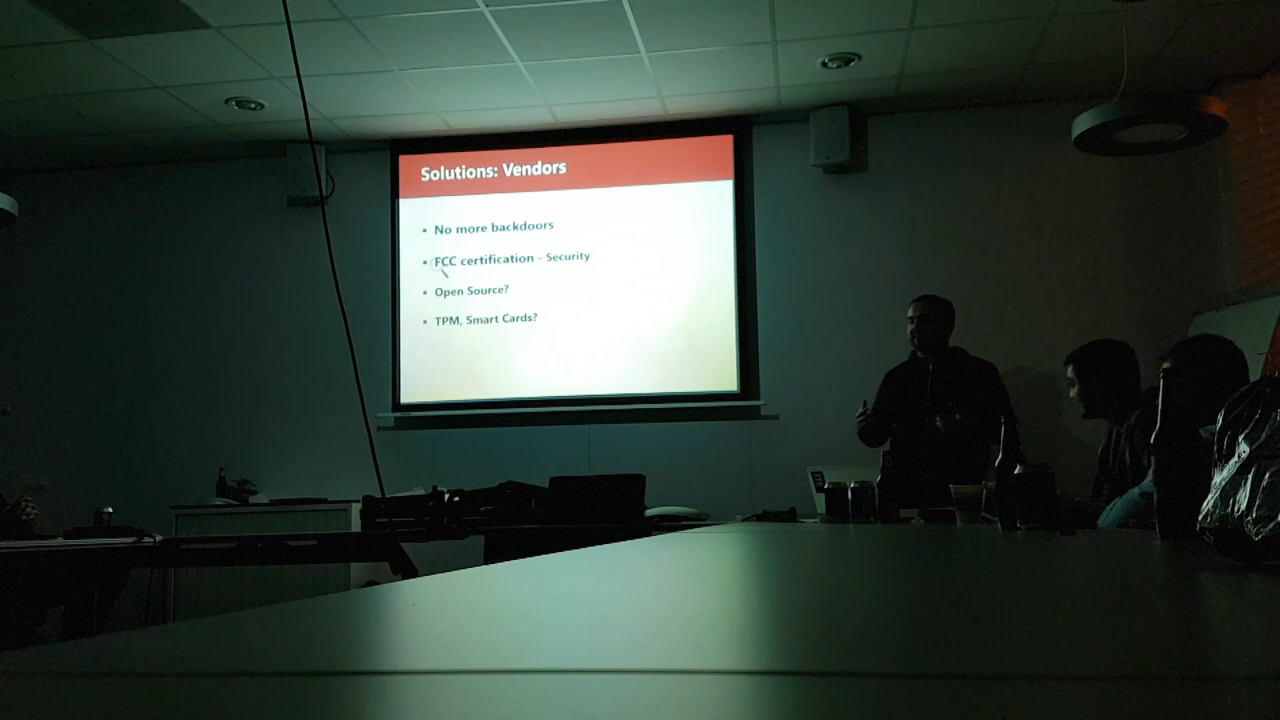 Solutions: Vendors
▪ No more backdoors
▪ FCC certification - Security
▪ Open Source?
▪ TPM, Smart Cards?